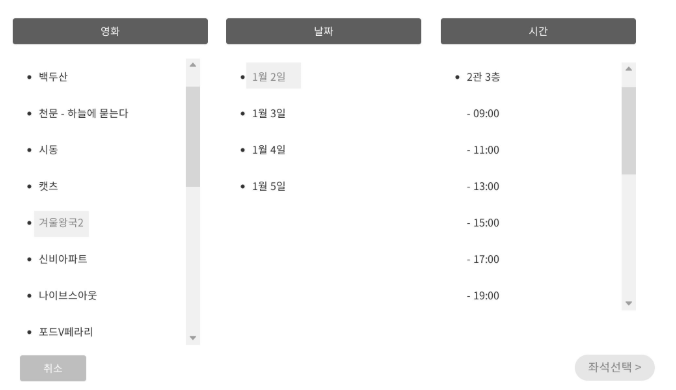 영화
날짜
시간
• 백두산
• 천문 - 하늘에 묻는다
• 시동
• 캣츠
• 겨울왕국2
• 신비아파트
• 나이브스아웃
• 포드V페라리
• 1월 2일
• 1월 3일
• 1월 4일
• 1월 5일
• 2관 3층
- 09:00
- 11:00
- 13:00
- 15:00
- 17:00
- 19:00
취소
좌석선택 >